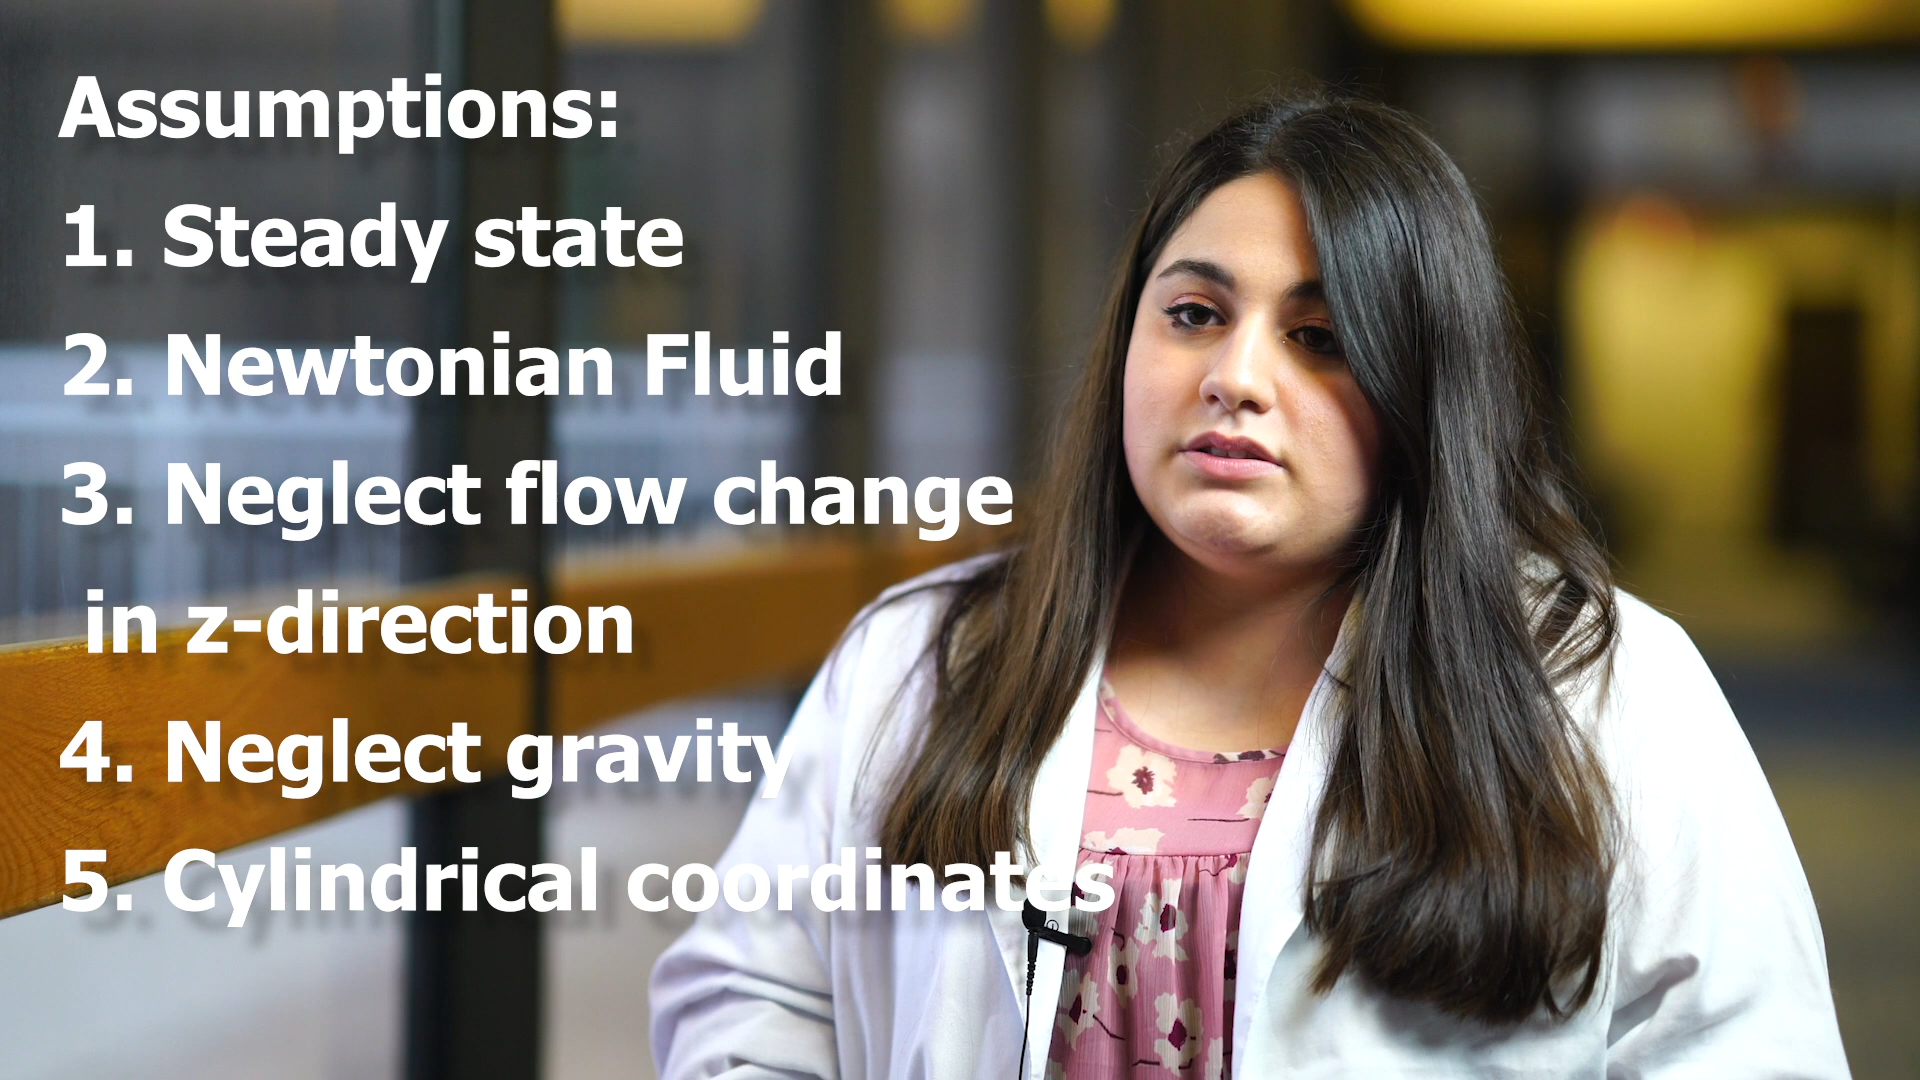 Assumptions:
1. Steady state
2. Newtonian Fluid
3. Neglect flow change
in z-direction
4. Neglect gravity
5. Cylindrical coordinates